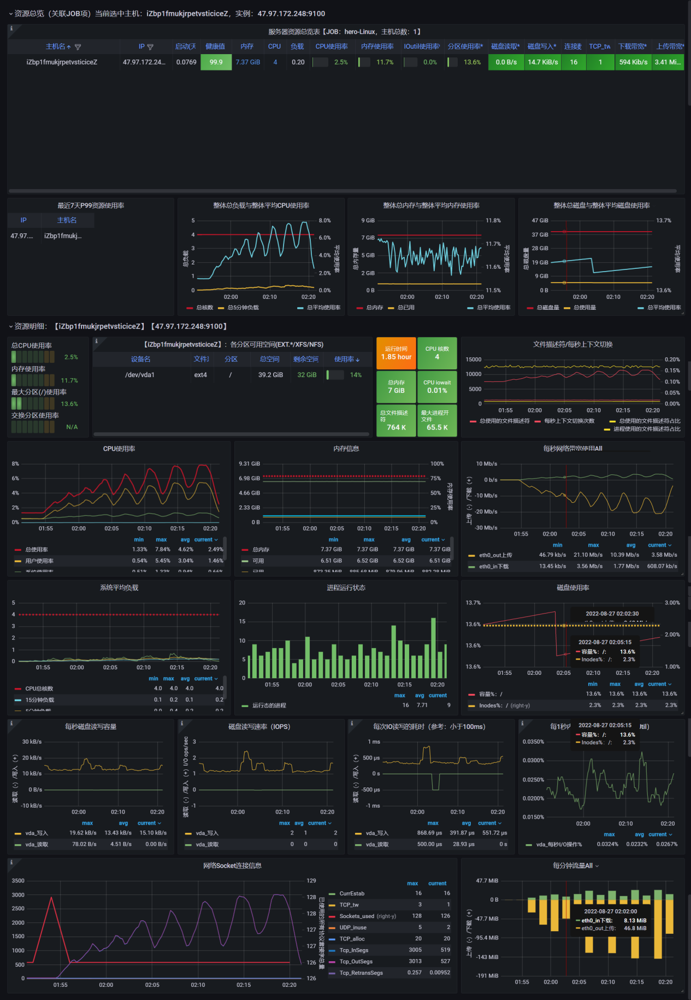 资源总览（关联JOB项）当前选中主机：iZbp1fmukjrpetvsticiceZ，实例：47.97.172.248:9100
服务器资源总览表【JOB：hero-Linux，主机总数：1】
主机名 IP 启动(天 健康值 内存 CPU 负载 CPU使用率 内存使用率 IOutil使用率* 分区使用率* 磁盘读取* 磁盘写入* 连接数 TCP_tw 下载带宽* 上传带宽*
iZbp1fmukjrpetvsticiceZ 47.97.172.24... 0.0769 99.9 7.37 GiB 4 0.20 2.5% 11.7% 0.0% 13.6% 0.0 B/s 14.7 KiB/s 16 1 594 Kib/s 3.41 Mi...
最近7天P99资源使用率
IP 主机名
47.97.... iZbp1fmukj...
整体总负载与整体平均CPU使用率
总负载
5
4
3
2
1
0
8.0%
6.0%
4.0%
2.0%
0.0%
平均使用率
02:00 02:10 02:20
总核数 总5分钟负载 总平均使用率
整体总内存与整体平均内存使用率
总内存量
9 GiB
7 GiB
5 GiB
2 GiB
0 B
11.8%
11.7%
11.6%
11.5%
平均使用率
02:00 02:10 02:20
总内存 总已用 总平均使用率
整体总磁盘与整体平均磁盘使用率
总磁盘量
47 GiB
37 GiB
28 GiB
19 GiB
9 GiB
0 B
13.7%
13.6%
平均使用率
02:00 02:10 02:20
总磁盘量 总使用量 总平均使用率
资源明细：【iZbp1fmukjrpetvsticiceZ】【47.97.172.248:9100】
总CPU使用率
2.5%
内存使用率
11.7%
最大分区(/)使用率
13.6%
交换分区使用率
N/A
【iZbp1fmukjrpetvsticiceZ】：各分区可用空间(EXT.*/XFS/NFS)
设备名 文件系 分区 总空间 剩余空间 使用率
/dev/vda1 ext4 / 39.2 GiB 32 GiB 14%
运行时间
1.85 hour
CPU 核数
4
总内存
7 GiB
CPU iowait
0.01%
总文件描述符
764 K
最大进程开文件
65.5 K
文件描述符/每秒上下文切换
15000
10000
5000
0
0.20%
0.15%
0.10%
0.05%
0.00%
01:55 02:00 02:05 02:10 02:15 02:20
总使用的文件描述符 每秒上下文切换次数 总使用的文件描述符占比
进程使用的文件描述符占比
CPU使用率
8%
6%
4%
2%
0%
01:55 02:00 02:05 02:10 02:15 02:20
min max avg current
总使用率 1.33% 7.84% 4.62% 2.49%
用户使用率 0.54% 5.45% 3.04% 1.46%
系统使用率 0.51% 1.33% 0.94% 0.66%
内存信息
9.31 GiB
6.98 GiB
4.66 GiB
2.33 GiB
0 B
100%
75%
50%
25%
0%
内存使用率
01:55 02:00 02:05 02:10 02:15 02:20
min max avg current
总内存 7.37 GiB 7.37 GiB 7.37 GiB 7.37 GiB
可用 6.51 GiB 6.52 GiB 6.52 GiB 6.51 GiB
已用 873.35 MiB 885.68 MiB 879.96 MiB 882.28 MiB
每秒网络带宽使用All
上传（-）/下载（+）
10 Mb/s
0 b/s
-10 Mb/s
-20 Mb/s
-30 Mb/s
01:55 02:00 02:05 02:10 02:15 02:20
min max avg current
eth0_out上传 46.79 kb/s 21.10 Mb/s 10.39 Mb/s 3.58 Mb/s
eth0_in下载 13.45 kb/s 3.56 Mb/s 1.77 Mb/s 608.07 kb/s
系统平均负载
5
4
3
2
1
0
01:55 02:00 02:05 02:10 02:15 02:20
min max avg current
CPU总核数 4.0 4.0 4.0 4.0
15分钟负载 0.1 0.2 0.1 0.2
5分钟负载 0.0 0.4 0.2 0.2
进程运行状态
20
15
10
5
0
01:55 02:00 02:05 02:10 02:15 02:20
max avg current
运行态的进程 16 7.71 9
磁盘使用率
13.7%
13.6%
13.6%
13.6%
3.00%
2.00%
1.00%
2022-08-27 02:02:30
2022-08-27 02:05:15
容量%：/: 13.6%
Inodes%：/: 2.3%
01:55 02:00 02:05 02:10 02:15 02:20
min max avg current
容量%：/ 13.6% 13.6% 13.6% 13.6%
Inodes%：/ (right-y) 2.3% 2.3% 2.3% 2.3%
每秒磁盘读写容量
读取（-）/写入（+）
30 kB/s
20 kB/s
10 kB/s
0 B/s
-10 kB/s
02:00 02:10 02:20
max avg current
vda_写入 19.62 kB/s 13.43 kB/s 15.10 kB/s
vda_读取 78.02 B/s 4.51 B/s 0.00 B/s
磁盘读写速率（IOPS）
读取（-）/写入（+）I/O ops/sec
3
2
1
0
-1
02:00 02:10 02:20
max avg current
vda_写入 2 1 2
vda_读取 0 0 0
每次IO读写的耗时（参考：小于100ms）
读取（-）/写入（+）
1 ms
500 µs
0 s
-500 µs
-1 ms
02:00 02:10 02:20
max avg current
vda_写入 868.69 µs 391.87 µs 551.72 µs
vda_读取 500.00 µs 28.93 µs 0 s
每1秒内 til）
2022-08-27 02:05:15
容量%：/: 13.6%
Inodes%：/: 2.3%
0.0350%
0.0300%
0.0250%
0.0200%
0.0150%
02:00 02:10 02:20
max avg current
vda_每秒I/O操作% 0.0324% 0.0232% 0.0267%
网络Socket连接信息
3500
3000
2500
2000
1500
1000
500
0
129
128
128
127
127
126
126
已使用的所有协议套接字总量
01:55 02:00 02:05 02:10 02:15 02:20
max current
CurrEstab 16 16
TCP_tw 3 1
Sockets_used (right-y) 128 126
UDP_inuse 5 2
TCP_alloc 20 20
Tcp_InSegs 3005 519
Tcp_OutSegs 3013 527
Tcp_RetransSegs 0.257 0.00952
每分钟流量All
上传（-）/下载（+）
47.7 MiB
0 B
-47.7 MiB
-95.4 MiB
-143 MiB
-191 MiB
2022-08-27 02:02:00
eth0_in下载: 8.13 MiB
eth0_out上传: 46.8 MiB
01:55 02:00 02:05 02:10 02:15 02:20